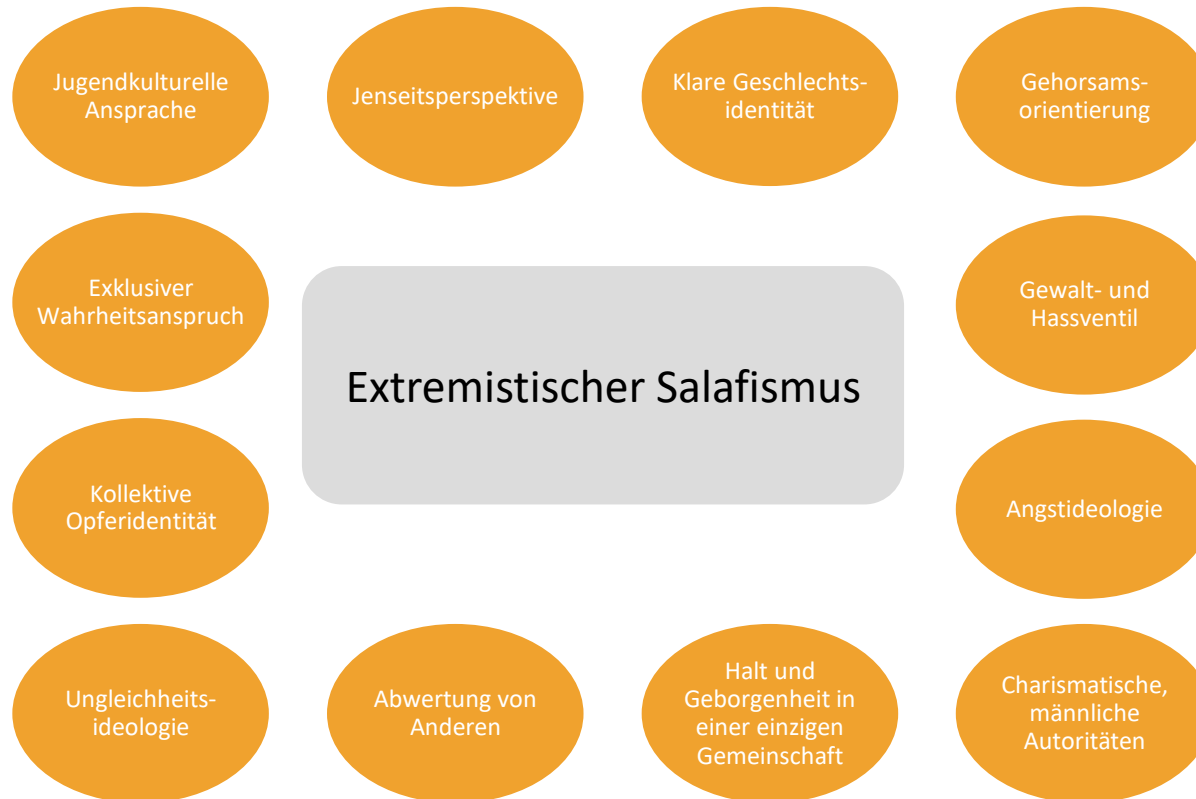 Jugendkulturelle
Ansprache
Jenseitsperspektive
Klare Geschlechts-
identität
Gehorsams-
orientierung
Exklusiver
Wahrheitsanspruch
Gewalt- und
Hassventil
Extremistischer Salafismus
Kollektive
Opferidentität
Angstideologie
Ungleichheits-
ideologie
Abwertung von
Anderen
Halt und
Geborgenheit in
einer einzigen
Gemeinschaft
Charismatische,
männliche
Autoritäten